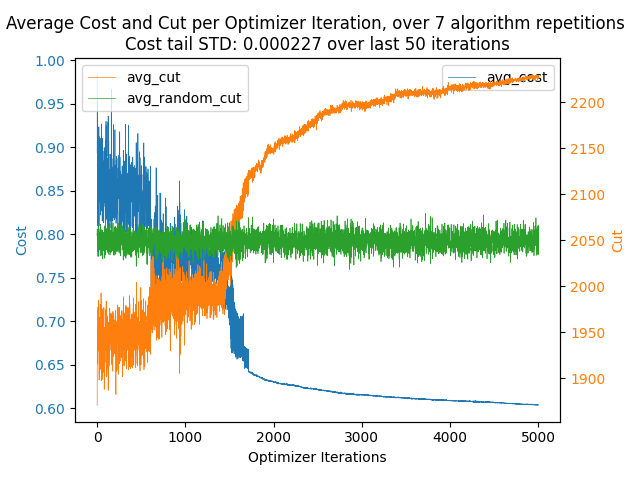 Average Cost and Cut per Optimizer Iteration, over 7 algorithm repetitions
Cost tail STD: 0.000227 over last 50 iterations
avg_cut
avg_random_cut
avg_cost
1.00
0.95
0.90
0.85
0.80
0.75
0.70
0.65
0.60
Cost
2200
2150
2100
2050
2000
1950
1900
Cut
0
1000
2000
3000
4000
5000
Optimizer Iterations